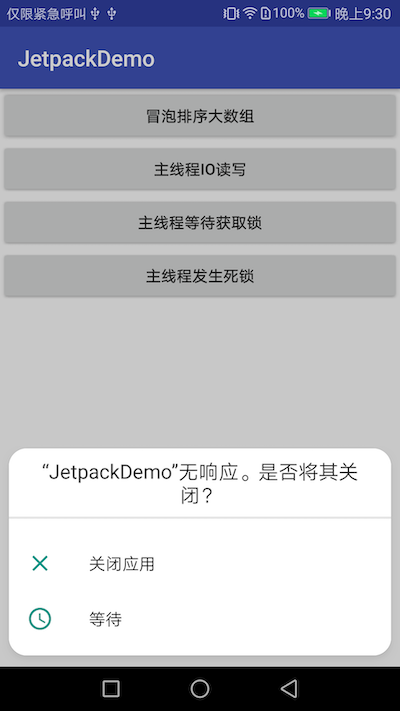 仅限紧急呼叫 100% 晚上9:30
JetpackDemo
冒泡排序大数组
主线程IO读写
主线程等待获取锁
主线程发生死锁
“JetpackDemo”无响应。是否将其关
闭？
关闭应用
等待